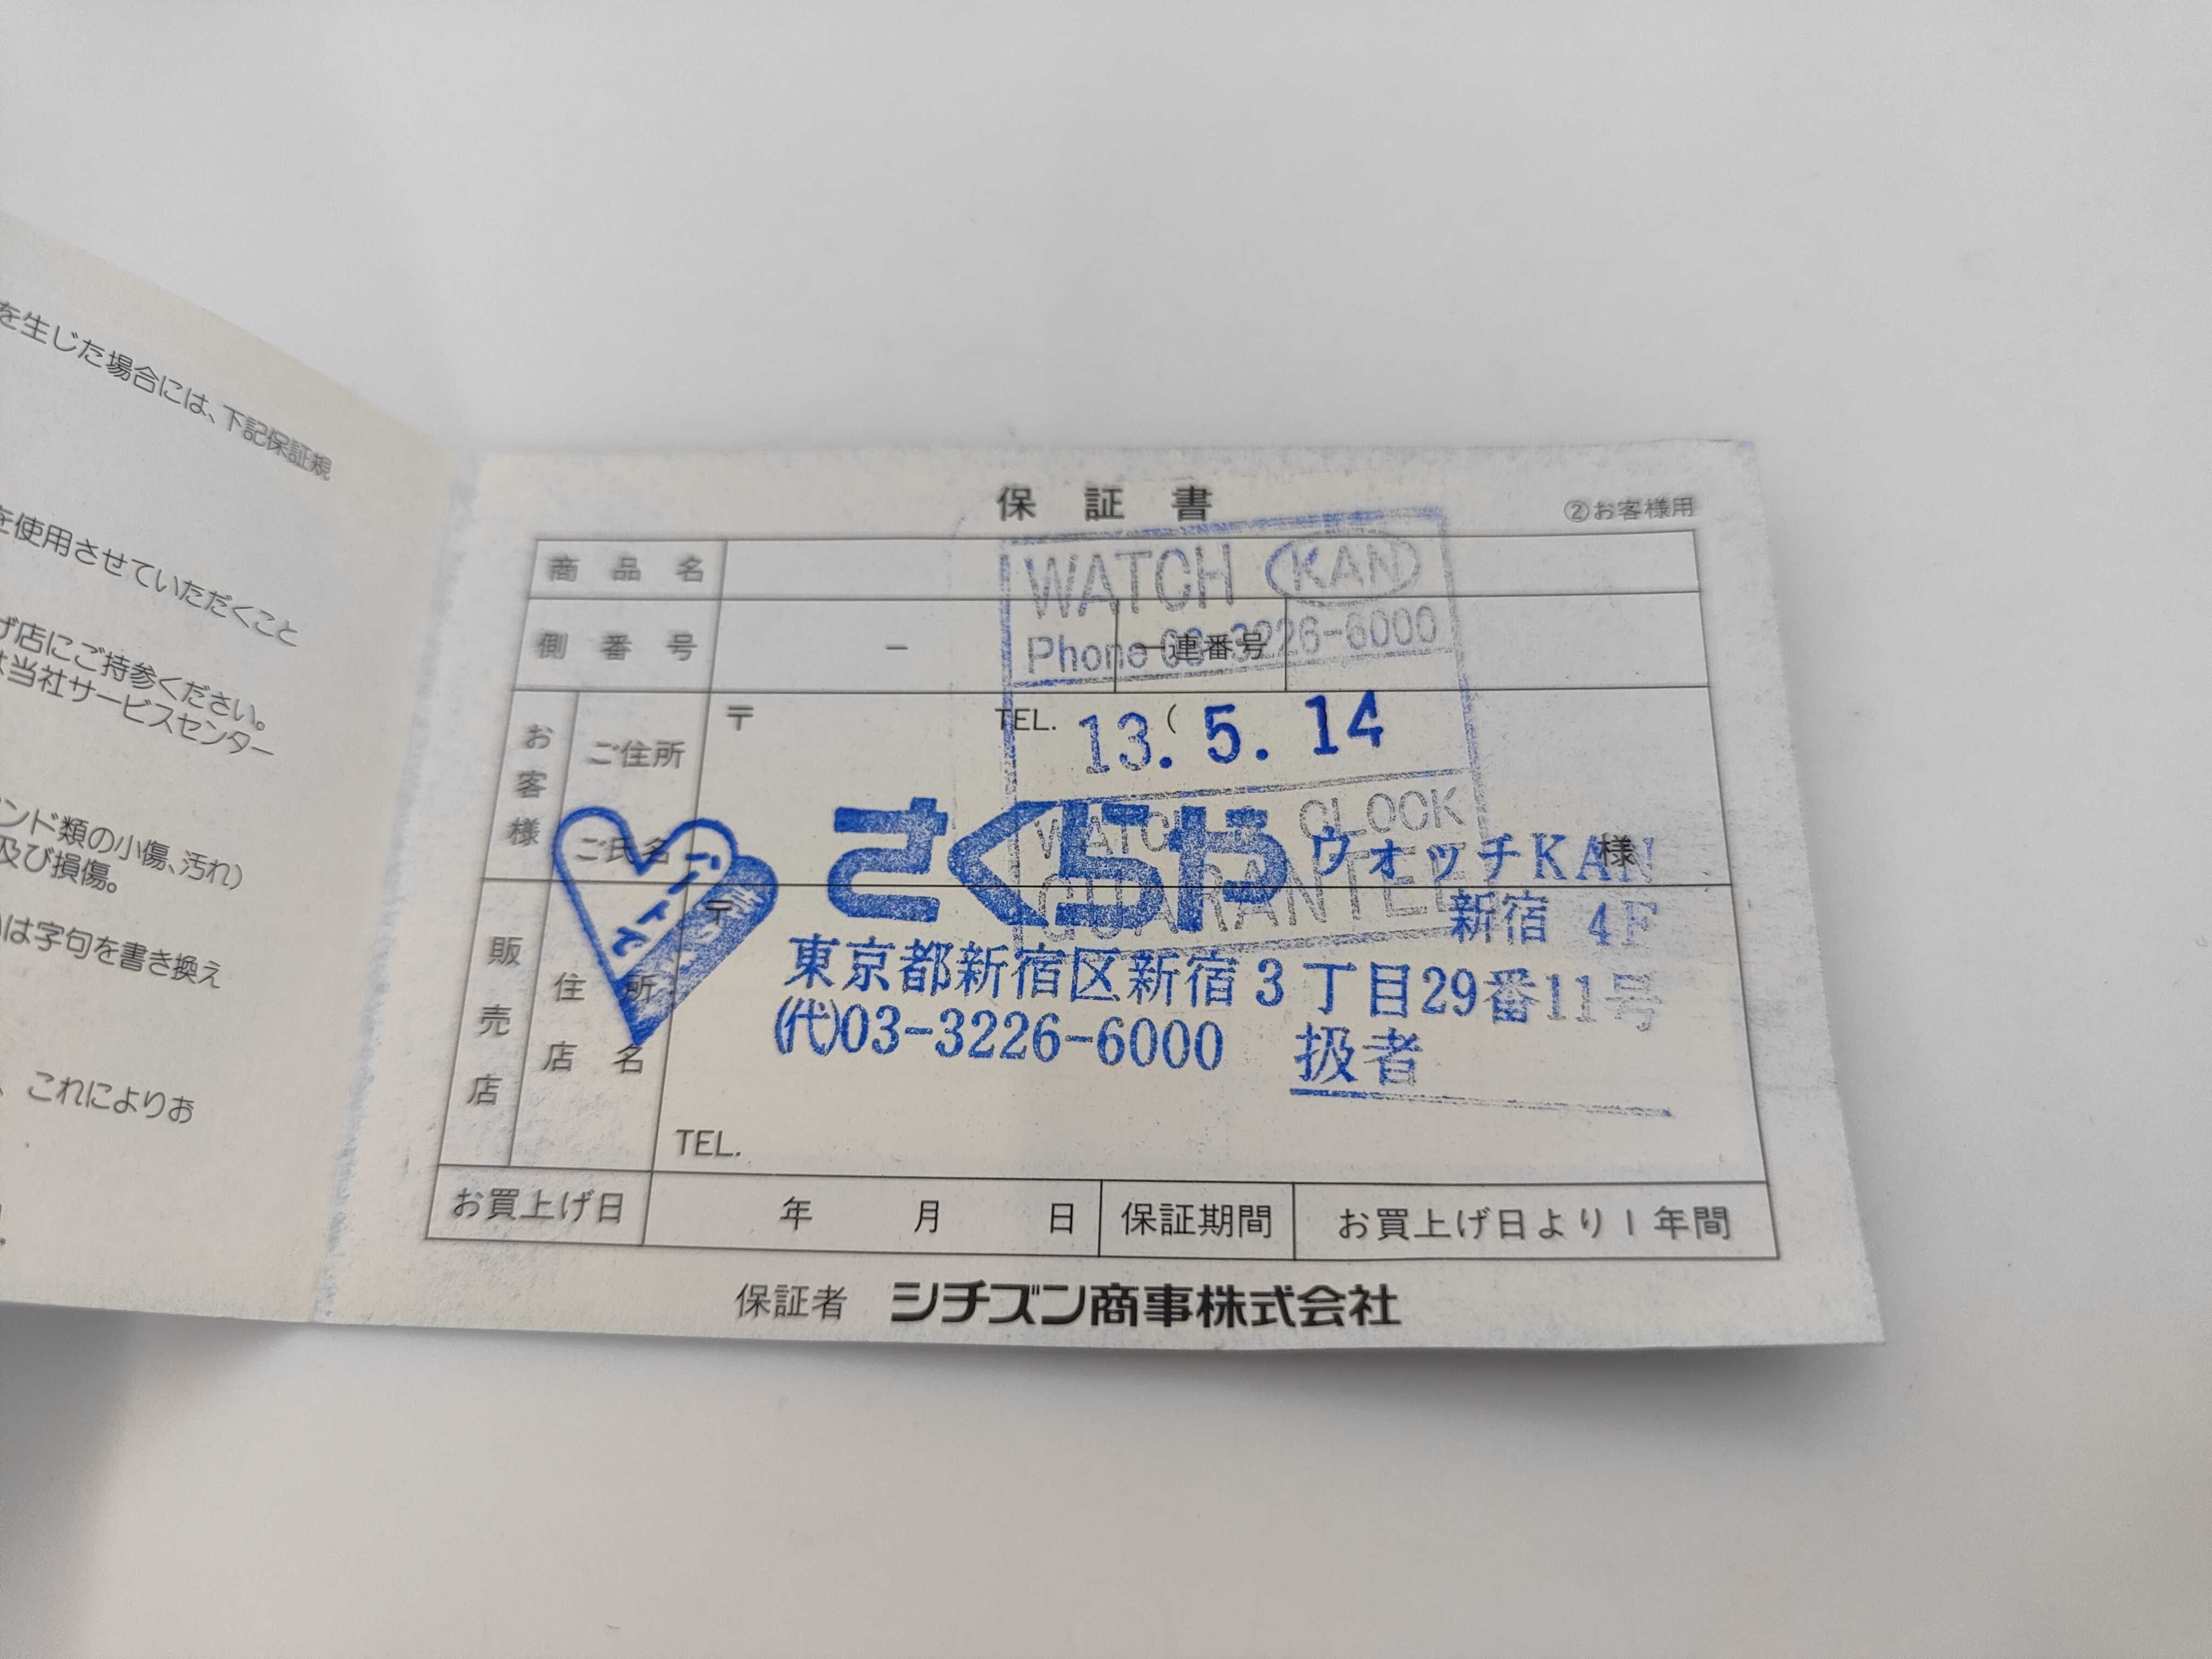 を生じた場合には、下記保証規
を使用させていただくこと
げ店にご持参ください。
は当社サービスセンター
ンド類の小傷、汚れ)
及び損傷。
は字句を書き換え
、これによりお
保証書
②お客様用
商品名
側番号 － 一連番号
お客様
ご住所 〒 TEL. (
ご氏名 様
販売店
住所 〒
店名
TEL.
お買上げ日 年 月 日 保証期間 お買上げ日より1年間
保証者 シチズン商事株式会社
WATCH KAN
Phone 03-3226-6000
13. 5. 14
WATCH CLOCK
GUARANTEE
さくらや ウォッチKAN
新宿 4F
東京都新宿区新宿3丁目29番11号
(代)03-3226-6000 扱者